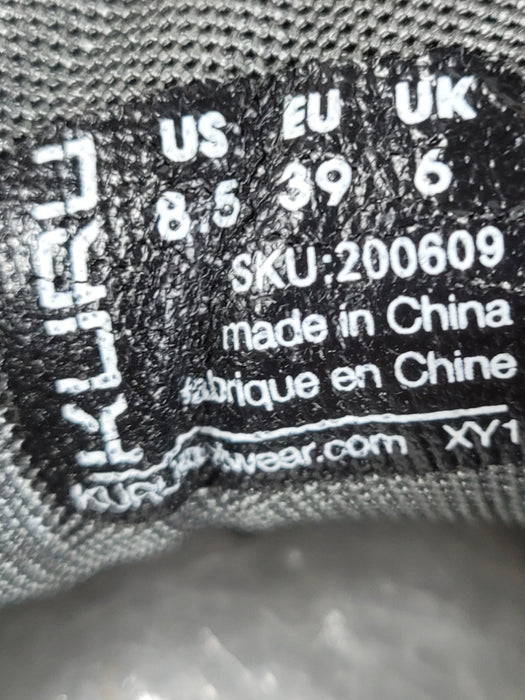 KURU
US EU UK
8.5 39 6
SKU:200609
made in China
fabrique en Chine
XY1